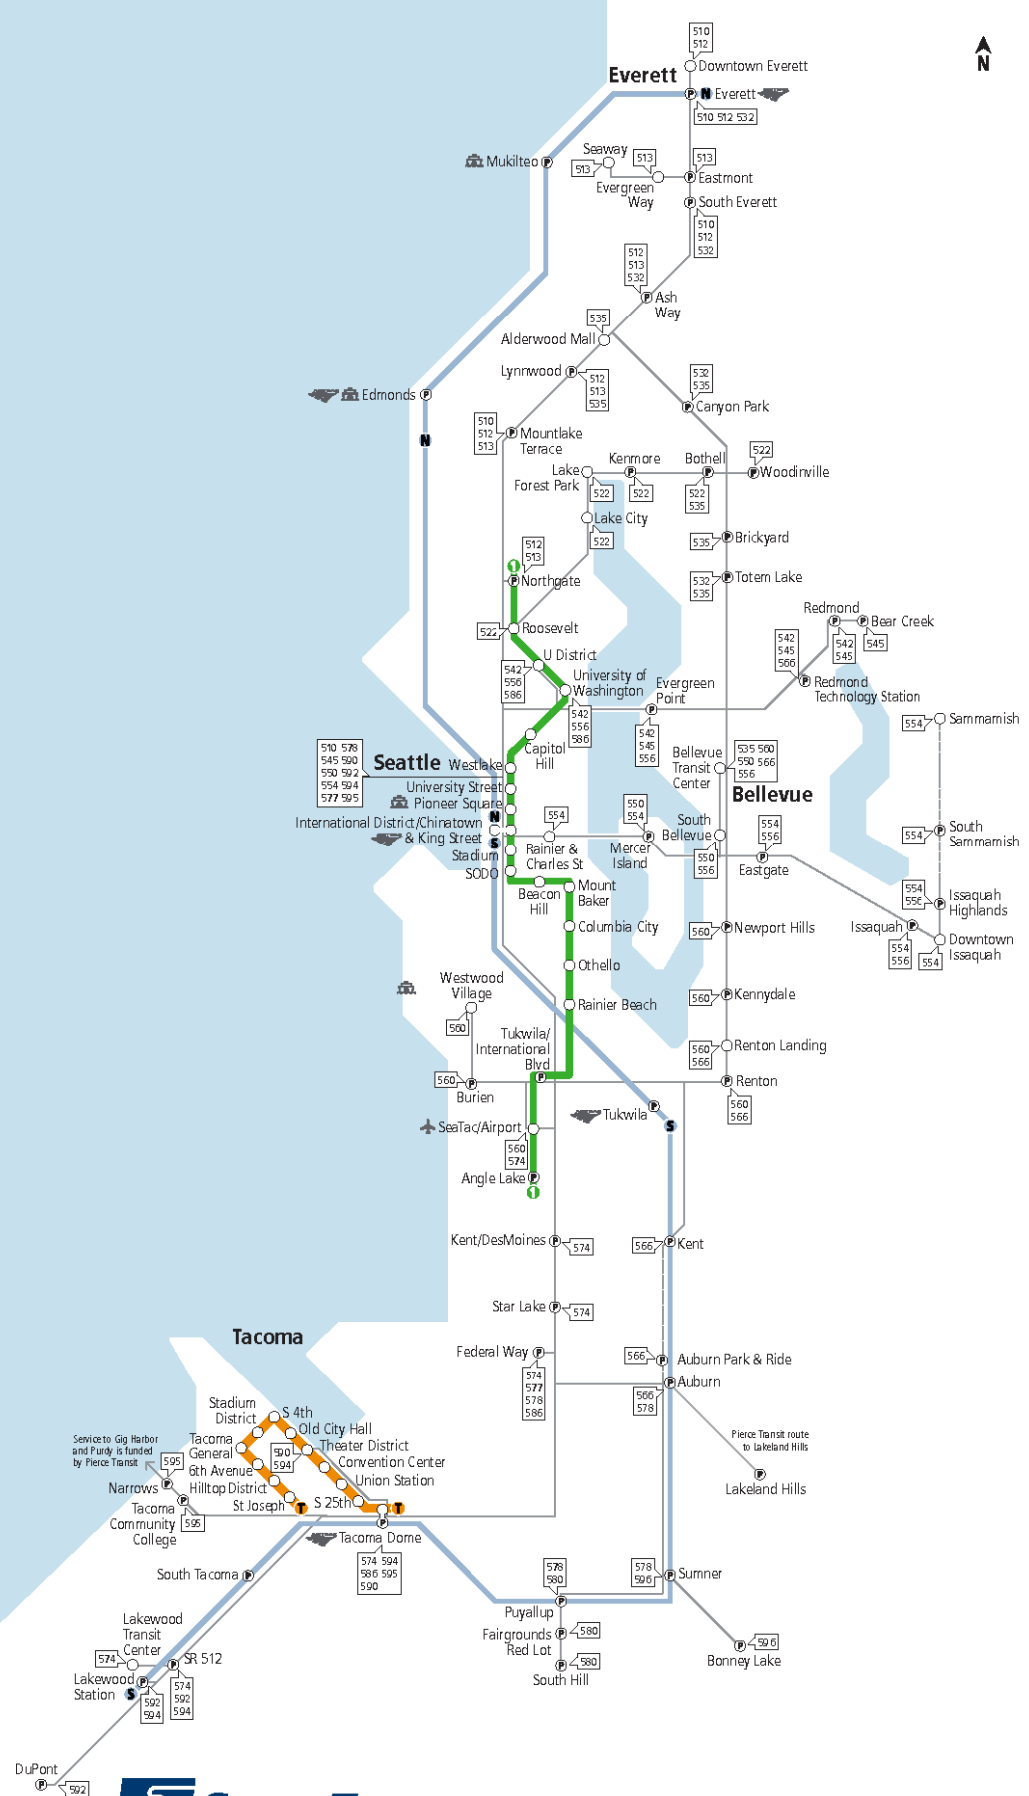 510
512
N
Downtown Everett
Everett
P
N
Everett
510 512 532
Seaway
513
513
513
Mukilteo
P
Evergreen
Way
P
Eastmont
P
South Everett
510
512
532
512
513
532
P
Ash
Way
535
Alderwood Mall
Lynnwood
P
512
513
535
532
535
P
Canyon Park
Edmonds
P
N
510
512
513
P
Mountlake
Terrace
Lake
Forest Park
522
Kenmore
P
522
Bothell
P
522
535
522
P
Woodinville
Lake City
522
535
P
Brickyard
512
513
1
P
Northgate
532
535
P
Totem Lake
522
Roosevelt
Redmond
P
P
Bear Creek
542
545
545
542
545
566
P
Redmond
Technology Station
U District
542
556
586
University of
Washington
542
556
586
Evergreen
Point
P
542
545
556
554
Sammamish
Capitol
Hill
510 578
545 590
550 592
554 594
577 595
Seattle
Westlake
University Street
Pioneer Square
International District/Chinatown
& King Street
N
S
Stadium
SODO
Bellevue
Transit
Center
535 560
550 566
556
Bellevue
554
Rainier &
Charles St
550
554
P
Mercer
Island
South
Bellevue
550
556
554
556
P
Eastgate
554
P
South
Sammamish
Beacon
Hill
Mount
Baker
554
556
P
Issaquah
Highlands
Columbia City
560
P
Newport Hills
Issaquah
P
554
556
554
Downtown
Issaquah
Othello
Westwood
Village
560
Rainier Beach
560
P
Kennydale
Tukwila/
International
Blvd
P
560
566
Renton Landing
560
P
Burien
P
Renton
560
566
Tukwila
P
S
SeaTac/Airport
560
574
Angle Lake
P
1
Kent/DesMoines
P
574
566
P
Kent
Star Lake
P
574
Tacoma
Federal Way
P
574
577
578
586
566
P
Auburn Park & Ride
P
Auburn
566
578
Stadium
District
S 4th
Old City Hall
Theater District
Convention Center
Union Station
S 25th
590
594
Tacoma
General
6th Avenue
Hilltop District
St Joseph
T
T
Service to Gig Harbor
and Purdy is funded
by Pierce Transit
595
Narrows
P
P
Tacoma
Community
College
595
Pierce Transit route
to Lakeland Hills
P
Lakeland Hills
P
Tacoma Dome
574 594
586 595
590
South Tacoma
P
578
580
P
Puyallup
578
596
P
Sumner
Fairgrounds
Red Lot
P
580
South Hill
P
580
P
596
Bonney Lake
Lakewood
Transit
Center
574
P
SR 512
574
592
594
Lakewood
Station
P
S
592
594
DuPont
P
592